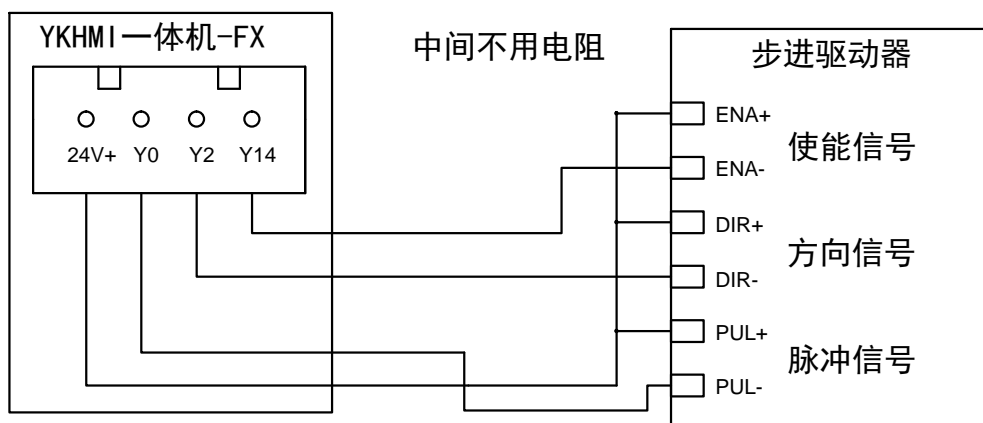 YKHMI一体机-FX
中间不用电阻
步进驱动器
24V+ Y0 Y2 Y14
ENA+
使能信号
ENA-
DIR+
方向信号
DIR-
PUL+
脉冲信号
PUL-